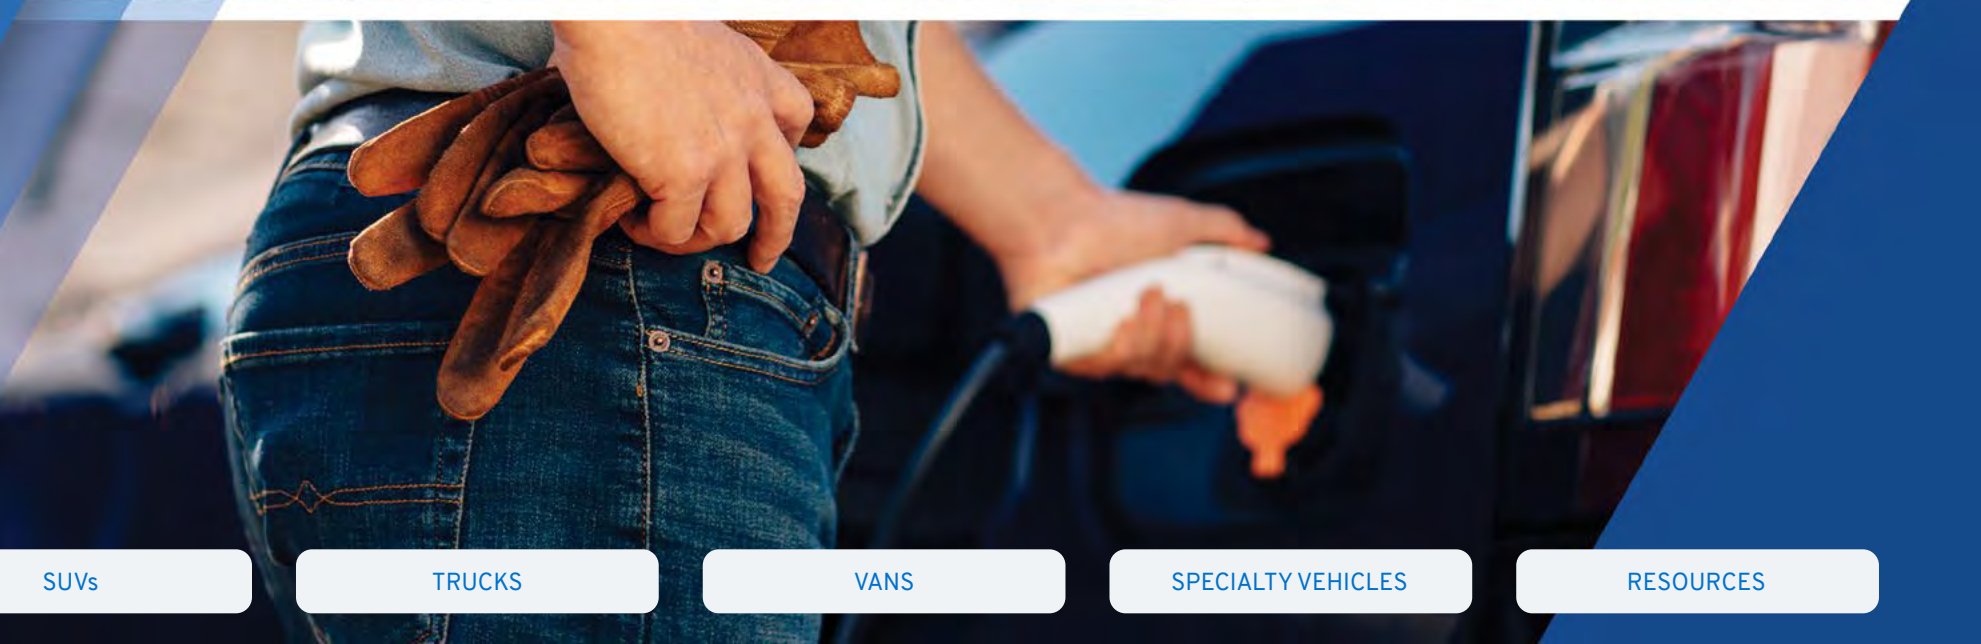 SUVs
TRUCKS
VANS
SPECIALTY VEHICLES
RESOURCES